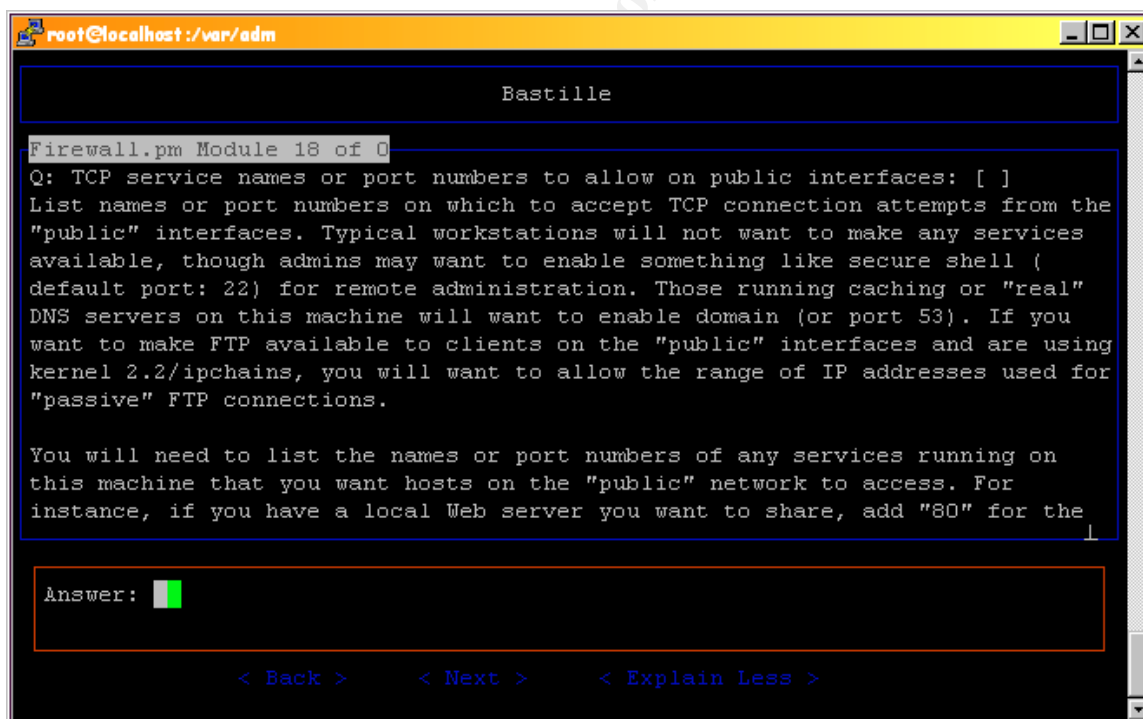 root@localhost:/var/adm
Bastille
Firewall.pm Module 18 of 0
Q: TCP service names or port numbers to allow on public interfaces: [ ]
List names or port numbers on which to accept TCP connection attempts from the
"public" interfaces. Typical workstations will not want to make any services
available, though admins may want to enable something like secure shell (
default port: 22) for remote administration. Those running caching or "real"
DNS servers on this machine will want to enable domain (or port 53). If you
want to make FTP available to clients on the "public" interfaces and are using
kernel 2.2/ipchains, you will want to allow the range of IP addresses used for
"passive" FTP connections.
You will need to list the names or port numbers of any services running on
this machine that you want hosts on the "public" network to access. For
instance, if you have a local Web server you want to share, add "80" for the
Answer:
< Back > < Next > < Explain Less >